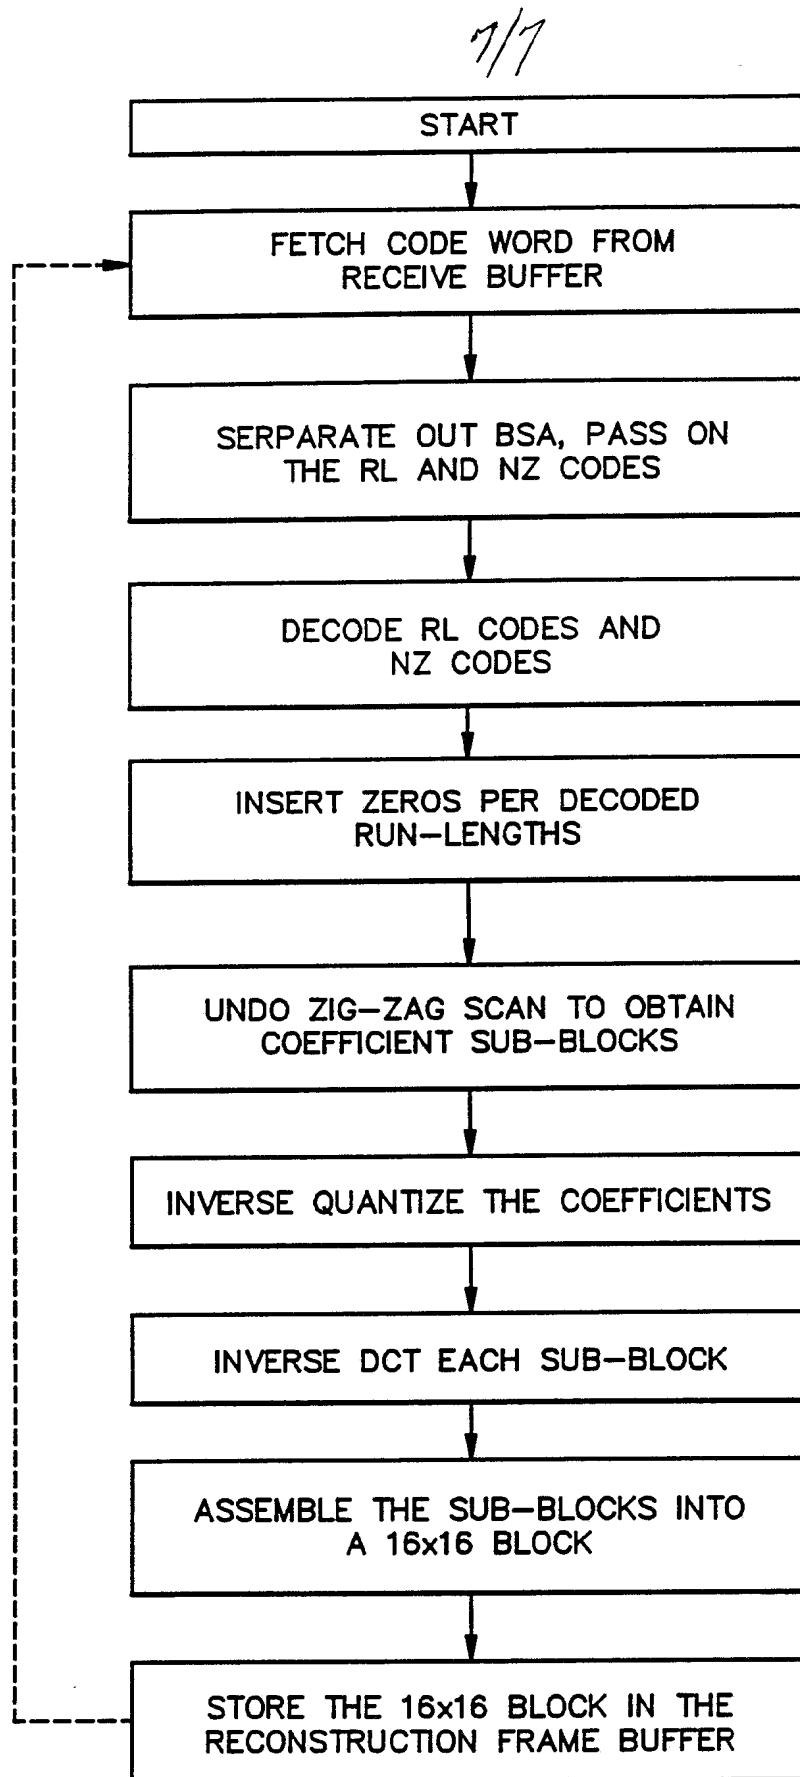 7/7
START
FETCH CODE WORD FROM
RECEIVE BUFFER
SERPARATE OUT BSA, PASS ON
THE RL AND NZ CODES
DECODE RL CODES AND
NZ CODES
INSERT ZEROS PER DECODED
RUN-LENGTHS
UNDO ZIG-ZAG SCAN TO OBTAIN
COEFFICIENT SUB-BLOCKS
INVERSE QUANTIZE THE COEFFICIENTS
INVERSE DCT EACH SUB-BLOCK
ASSEMBLE THE SUB-BLOCKS INTO
A 16x16 BLOCK
STORE THE 16x16 BLOCK IN THE
RECONSTRUCTION FRAME BUFFER